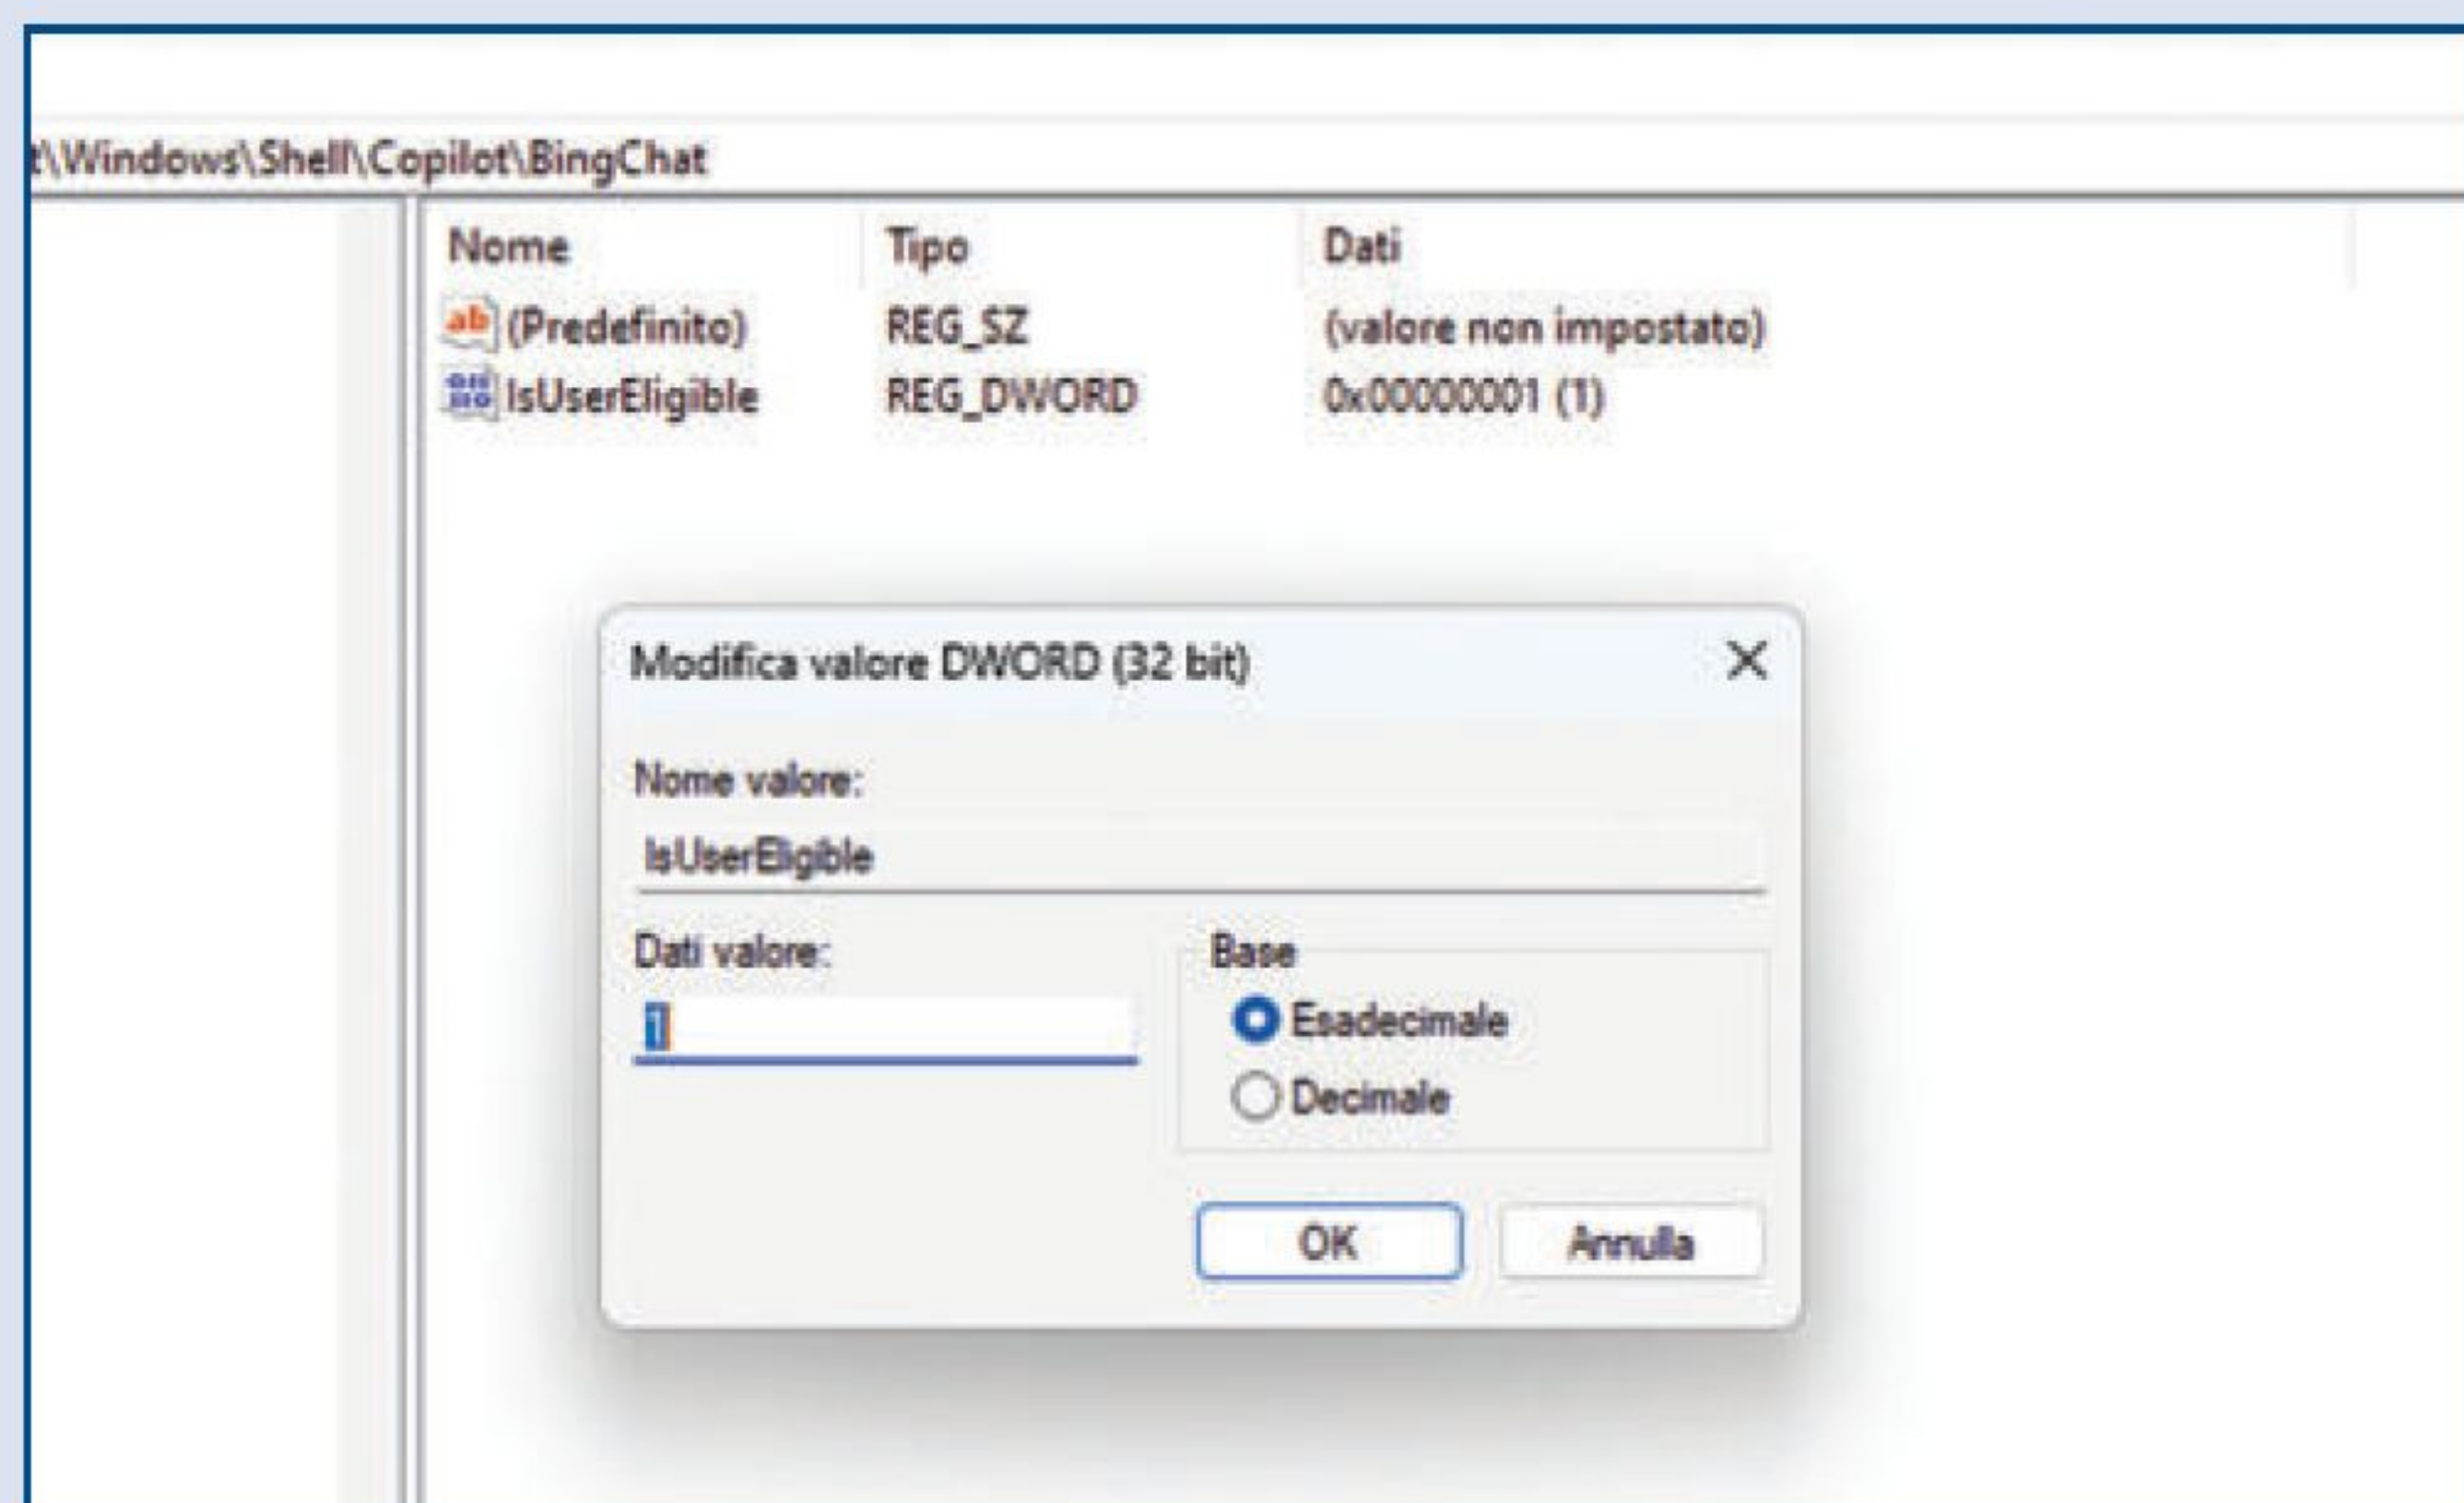 t\Windows\Shell\Copilot\BingChat
Nome Tipo Dati
ab (Predefinito) REG_SZ (valore non impostato)
IsUserEligible REG_DWORD 0x00000001 (1)
Modifica valore DWORD (32 bit)
Nome valore:
IsUserEligible
Dati valore: Base
1 Esadecimale
Decimale
OK Annulla